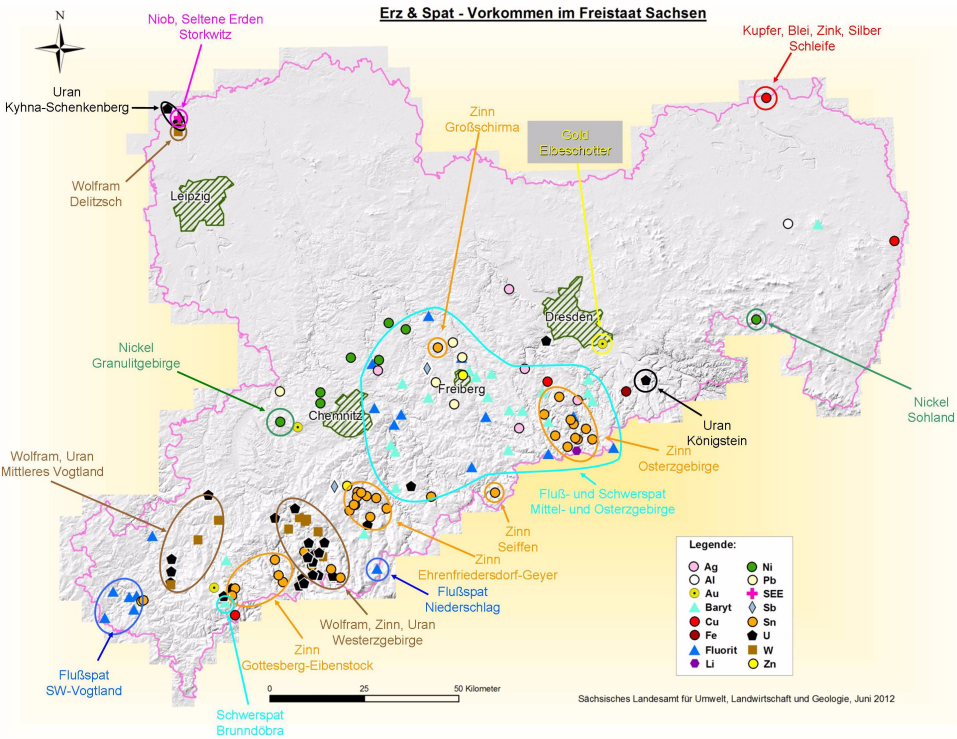 Erz & Spat - Vorkommen im Freistaat Sachsen
N
Niob, Seltene Erden
Storkwitz
Kupfer, Blei, Zink, Silber
Schleife
Uran
Kyhna-Schenkenberg
Zinn
Großschirma
Gold
Elbeschotter
Wolfram
Delitzsch
Leipzig
Dresden
Nickel
Granulitgebirge
Freiberg
Chemnitz
Nickel
Sohland
Uran
Königstein
Wolfram, Uran
Mittleres Vogtland
Zinn
Osterzgebirge
Fluß- und Schwerspat
Mittel- und Osterzgebirge
Zinn
Seiffen
Zinn
Ehrenfriedersdorf-Geyer
Flußspat
Niederschlag
Wolfram, Zinn, Uran
Westerzgebirge
Zinn
Gottesberg-Eibenstock
Flußspat
SW-Vogtland
Schwerspat
Brunndöbra
Legende:
Ag
Al
Au
Baryt
Cu
Fe
Fluorit
Li
Ni
Pb
SEE
Sb
Sn
U
W
Zn
0 25 50 Kilometer
Sächsisches Landesamt für Umwelt, Landwirtschaft und Geologie, Juni 2012